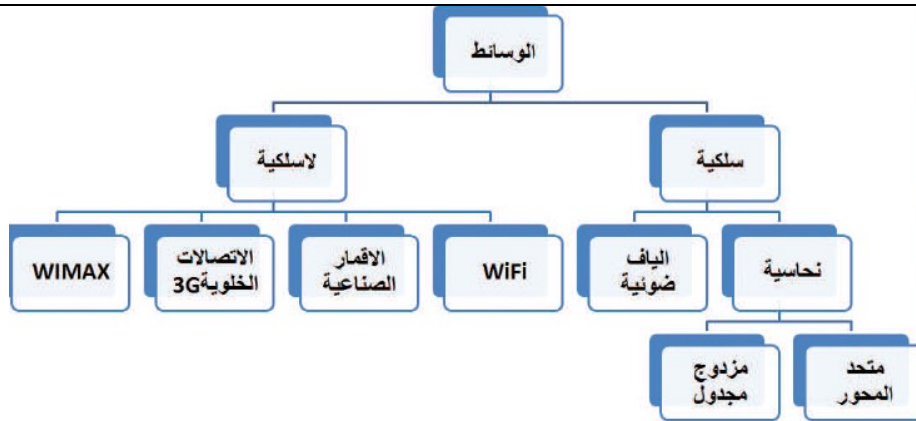 الوسائط
سلكية
لاسلكية
نحاسية
الياف
ضوئية
WiFi
الاقمار
الصناعية
الاتصالات
الخلوية3G
WIMAX
متحد
المحور
مزدوج
مجدول